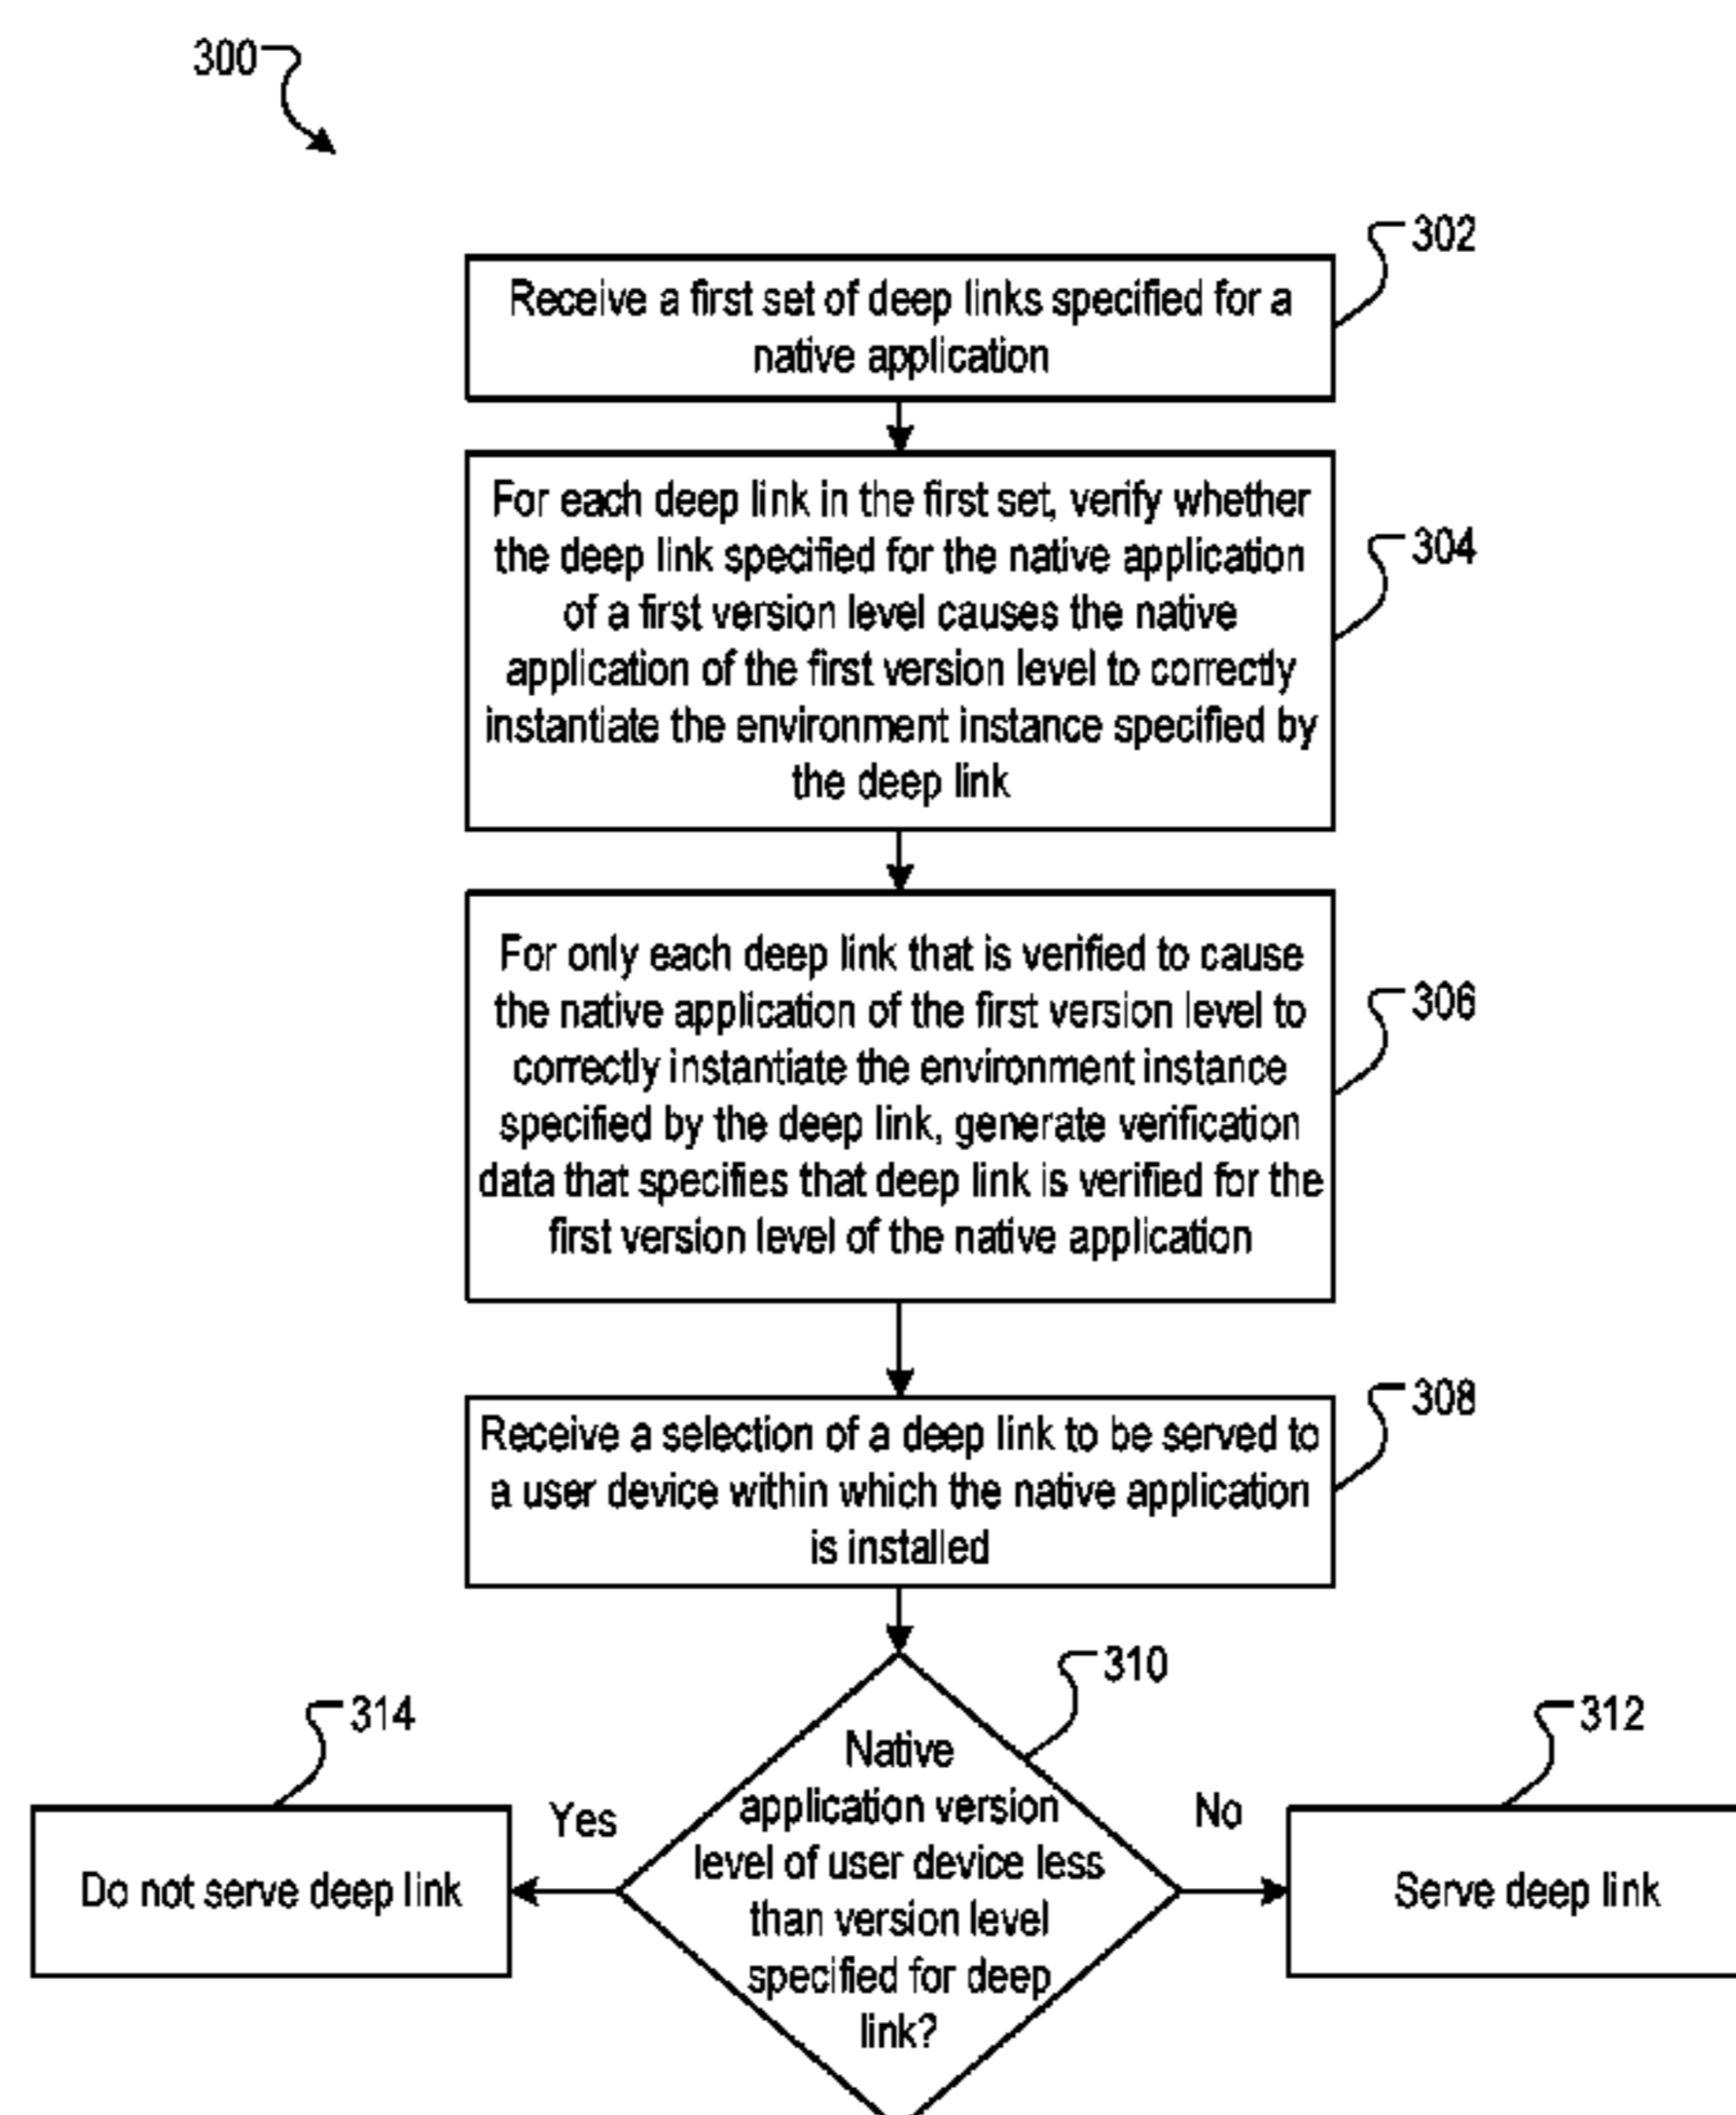 300
302
Receive a first set of deep links specified for a
native application
304
For each deep link in the first set, verify whether
the deep link specified for the native application
of a first version level causes the native
application of the first version level to correctly
instantiate the environment instance specified by
the deep link
306
For only each deep link that is verified to cause
the native application of the first version level to
correctly instantiate the environment instance
specified by the deep link, generate verification
data that specifies that deep link is verified for the
first version level of the native application
308
Receive a selection of a deep link to be served to
a user device within which the native application
is installed
310
Native
application version
level of user device less
than version level
specified for deep
link?
314
Yes
Do not serve deep link
312
No
Serve deep link